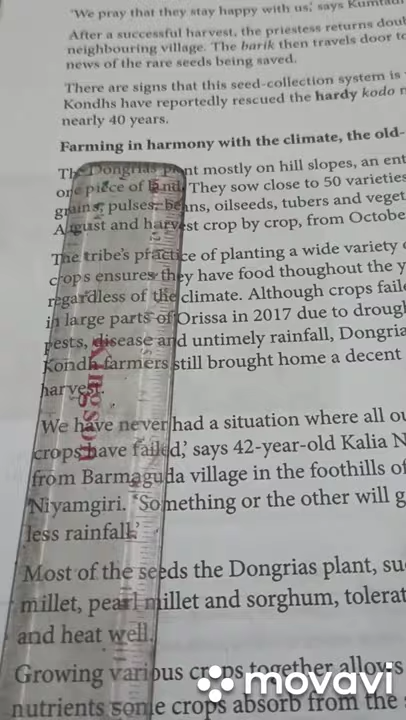 'We pray that they stay happy with us,' says
After a successful harvest, the priestess returns
neighbouring village. The barik then travels door
news of the rare seeds being saved.
There are signs that this seed-collection system is
Kondhs have reportedly rescued the hardy kodo
nearly 40 years.
Farming in harmony with the climate, the old-
The Dongrias plant mostly on hill slopes, an
one piece of land. They sow close to 50 varieties
grains, pulses, beans, oilseeds, tubers and
August and harvest crop by crop, from
The tribe's practice of planting a wide variety
crops ensures they have food thoughout the
regardless of the climate. Although crops
in large parts of Orissa in 2017 due to
pests, disease and untimely rainfall,
Kondh farmers still brought home a decent
harvest.
'We have never had a situation where all
crops have failed,' says 42-year-old Kalia
from Barmaguda village in the foothills of
Niyamgiri. 'Something or the other will
less rainfall.'
Most of the seeds the Dongrias plant,
millet, pearl millet and sorghum,
and heat well.
Growing various crops together allows
nutrients some crops absorb from the
Kingson
movavi